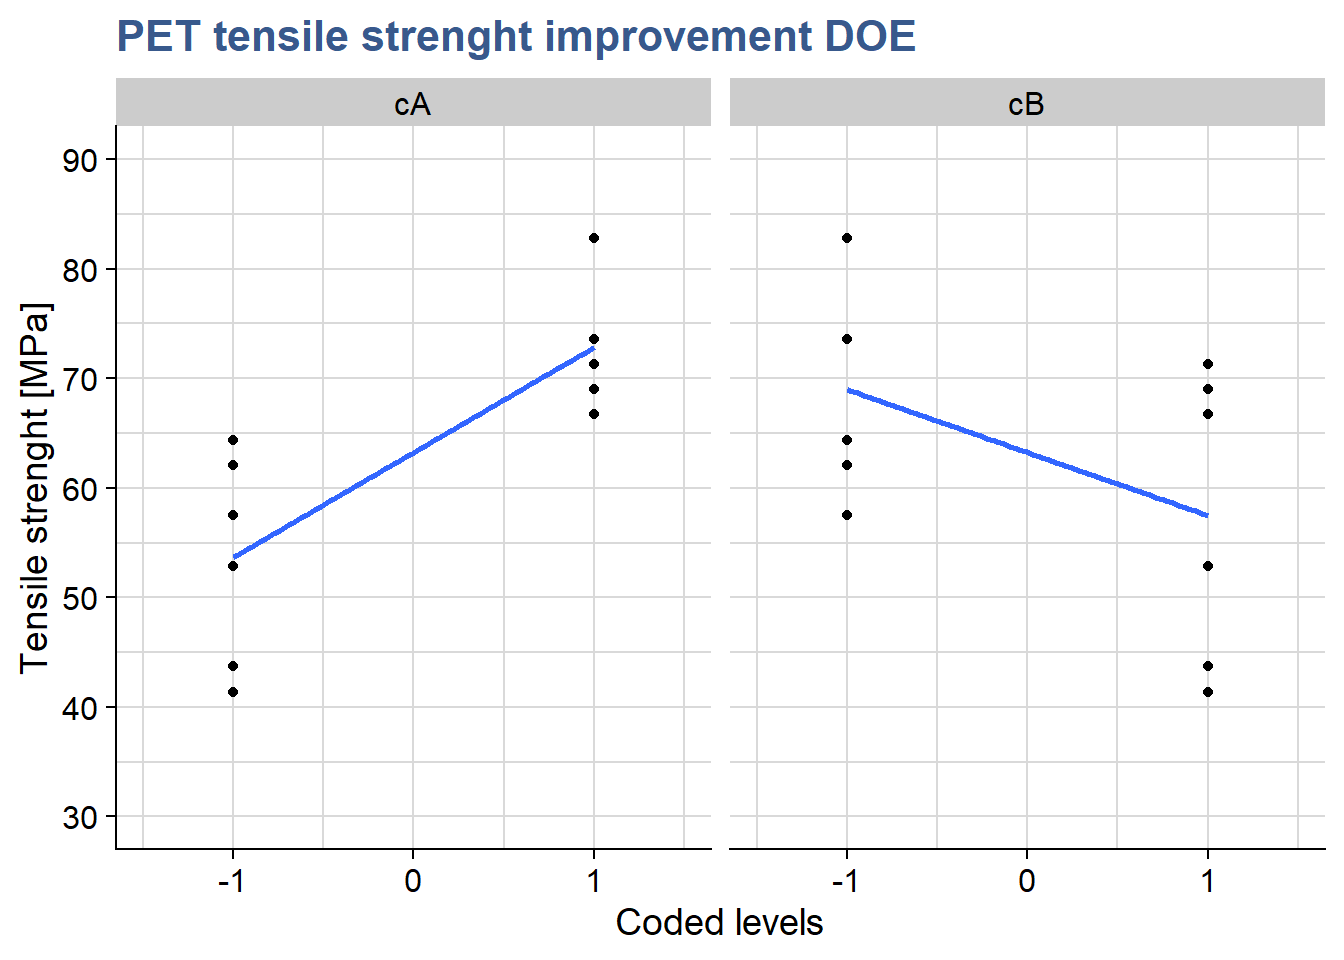 PET tensile strenght improvement DOE
cA
cB
Tensile strenght [MPa]
90
80
70
60
50
40
30
-1
0
1
-1
0
1
Coded levels